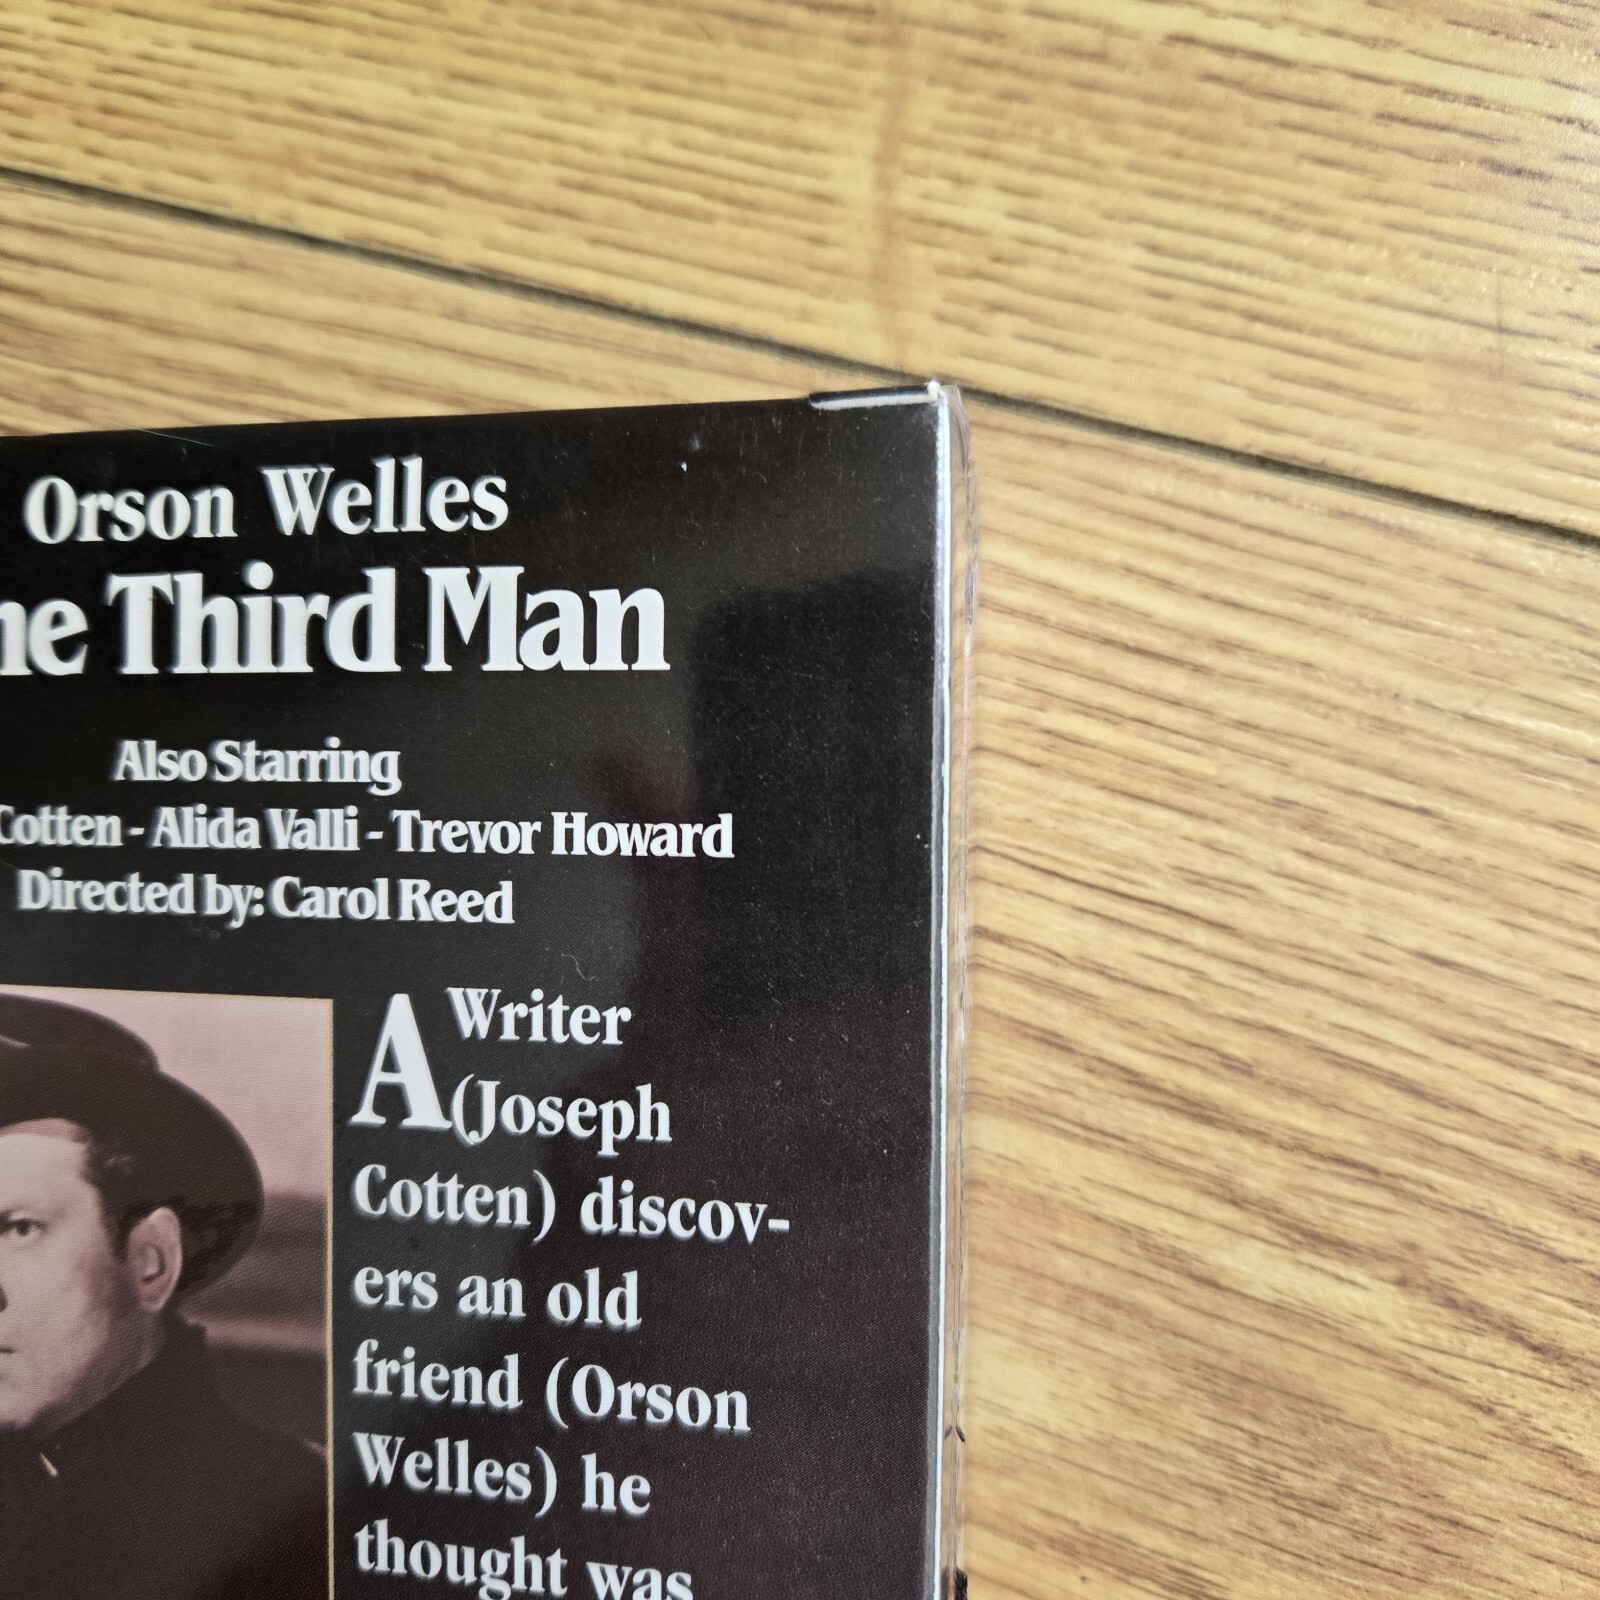 Orson Welles
he Third Man
Also Starring
Cotten - Alida Valli - Trevor Howard
Directed by: Carol Reed
A Writer
(Joseph
Cotten) discov-
ers an old
friend (Orson
Welles) he
thought was